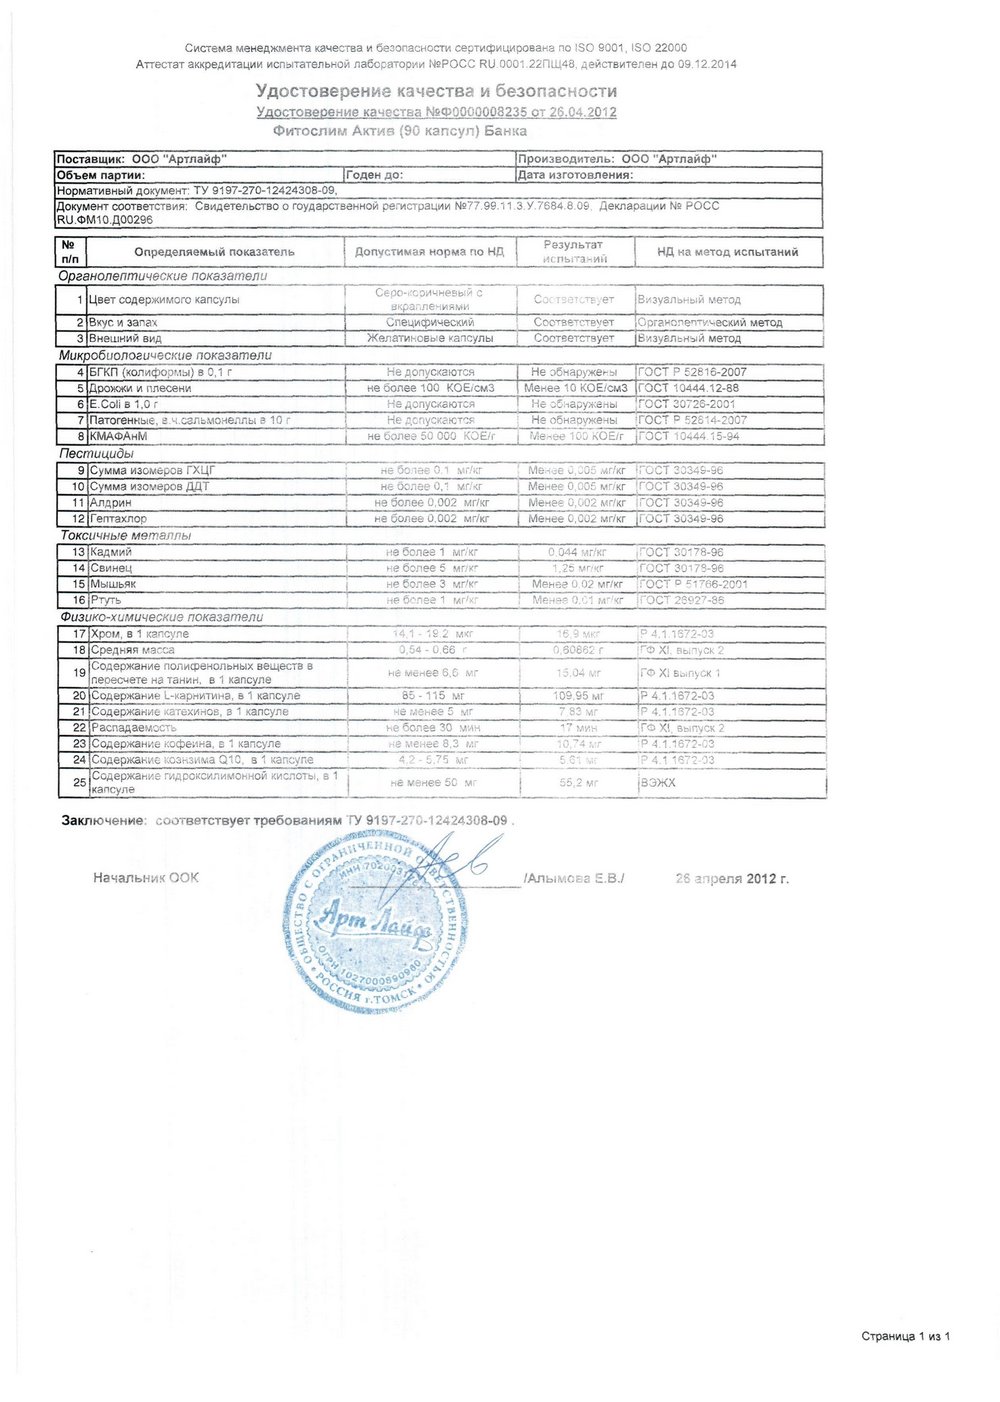 Система менеджмента качества и безопасности сертифицирована по ISO 9001, ISO 22000
Аттестат аккредитации испытательной лаборатории №РОСС RU.0001.22ПЩ48, действителен до 09.12.2014
Удостоверение качества и безопасности
Удостоверение качества №Ф0000008235 от 26.04.2012
Фитослим Актив (90 капсул) Банка
Поставщик: ООО "Артлайф" Производитель: ООО "Артлайф"
Объем партии: Годен до: Дата изготовления:
Нормативный документ: ТУ 9197-270-12424308-09,
Документ соответствия: Свидетельство о гоударственной регистрации №77.99.11.3.У.7684.8.09. Декларации № РОСС
RU.ФМ10.Д00296
№ п/п Определяемый показатель Допустимая норма по НД Результат испытаний НД на метод испытаний
Органолептические показатели
1 Цвет содержимого капсулы Серо-коричневый с вкраплениями Соответствует Визуальный метод
2 Вкус и запах Специфический Соответствует Органолептический метод
3 Внешний вид Желатиновые капсулы Соответствует Визуальный метод
Микробиологические показатели
4 БГКП (колиформы) в 0,1 г Не допускаются Не обнаружены ГОСТ Р 52816-2007
5 Дрожжи и плесени не более 100 КОЕ/см3 Менее 10 КОЕ/см3 ГОСТ 10444.12-88
6 E.Coli в 1,0 г Не допускаются Не обнаружены ГОСТ 30726-2001
7 Патогенные, в.ч.сальмонеллы в 10 г Не допускаются Не обнаружены ГОСТ Р 52814-2007
8 КМАФАнМ не более 50 000 КОЕ/г Менее 100 КОЕ/г ГОСТ 10444.15-94
Пестициды
9 Сумма изомеров ГХЦГ не более 0,1 мг/кг Менее 0,005 мг/кг ГОСТ 30349-96
10 Сумма изомеров ДДТ не более 0,1 мг/кг Менее 0,005 мг/кг ГОСТ 30349-96
11 Алдрин не более 0,002 мг/кг Менее 0,002 мг/кг ГОСТ 30349-96
12 Гептахлор не более 0,002 мг/кг Менее 0,002 мг/кг ГОСТ 30349-96
Токсичные металлы
13 Кадмий не более 1 мг/кг 0,044 мг/кг ГОСТ 30178-96
14 Свинец не более 5 мг/кг 1,25 мг/кг ГОСТ 30178-96
15 Мышьяк не более 3 мг/кг Менее 0,02 мг/кг ГОСТ Р 51766-2001
16 Ртуть не более 1 мг/кг Менее 0,01 мг/кг ГОСТ 26927-86
Физико-химические показатели
17 Хром, в 1 капсуле 14,1 - 19,2 мкг 16,9 мкг Р 4.1.1672-03
18 Средняя масса 0,54 - 0,66 г 0,60662 г ГФ XI, выпуск 2
19 Содержание полифенольных веществ в пересчете на танин, в 1 капсуле не менее 6,6 мг 15,04 мг ГФ XI выпуск 1
20 Содержание L-карнитина, в 1 капсуле 85 - 115 мг 109,95 мг Р 4.1.1672-03
21 Содержание катехинов, в 1 капсуле не менее 5 мг 7,83 мг Р 4.1.1672-03
22 Распадаемость не более 30 мин 17 мин ГФ XI, выпуск 2
23 Содержание кофеина, в 1 капсуле не менее 8,3 мг 10,74 мг Р 4.1.1672-03
24 Содержание коэнзима Q10, в 1 капсуле 4,2 - 5,75 мг 5,61 мг Р 4.1.1672-03
25 Содержание гидроксилимонной кислоты, в 1 капсуле не менее 50 мг 55,2 мг ВЭЖХ
Заключение: соответствует требованиям ТУ 9197-270-12424308-09 .
Начальник ООК /Алымова Е.В./ 26 апреля 2012 г.
ОБЩЕСТВО С ОГРАНИЧЕННОЙ ОТВЕТСТВЕННОСТЬЮ
Арт Лайф
ОГРН 1027000890980
РОССИЯ г.ТОМСК
Страница 1 из 1